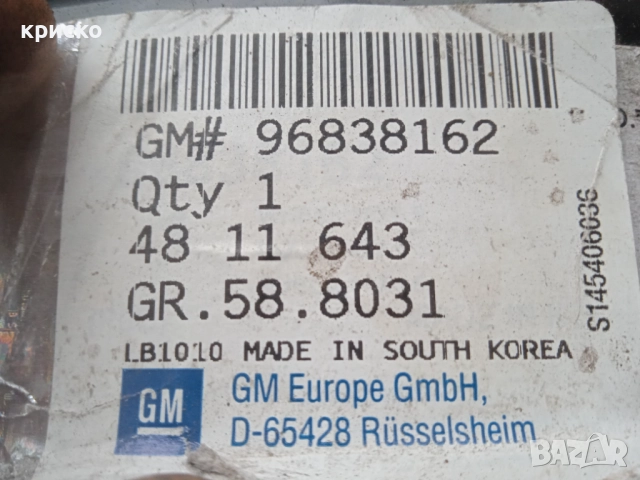 криско
GM# 96838162
Qty 1
48 11 643
GR.58.8031
LB1010 MADE IN SOUTH KOREA
S145406036
GM
GM Europe GmbH,
D-65428 Rüsselsheim
BAZAR